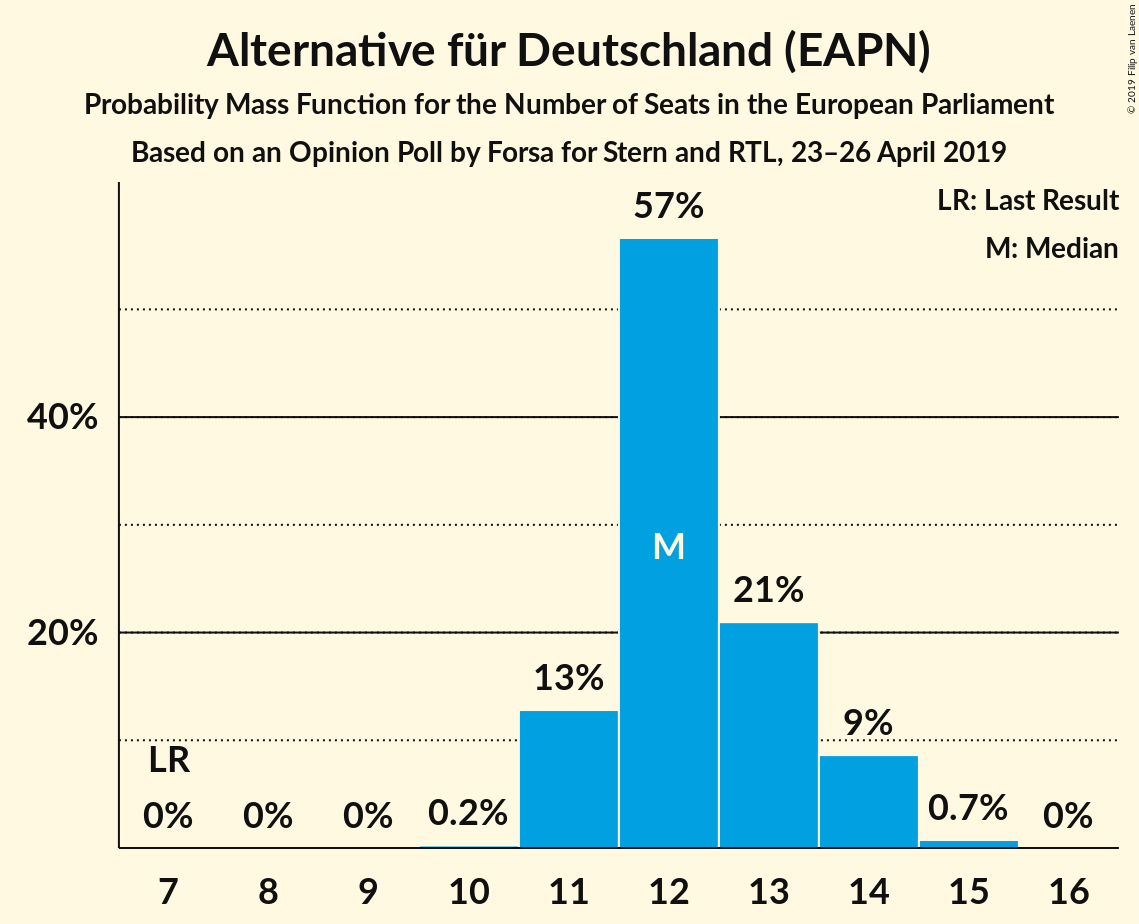 Alternative für Deutschland (EAPN)
Probability Mass Function for the Number of Seats in the European Parliament
Based on an Opinion Poll by Forsa for Stern and RTL, 23–26 April 2019
© 2019 Filip van Laenen
LR: Last Result
M: Median
57%
40%
M
21%
20%
13%
9%
LR
0%
0%
0%
0.2%
0.7%
0%
7 8 9 10 11 12 13 14 15 16